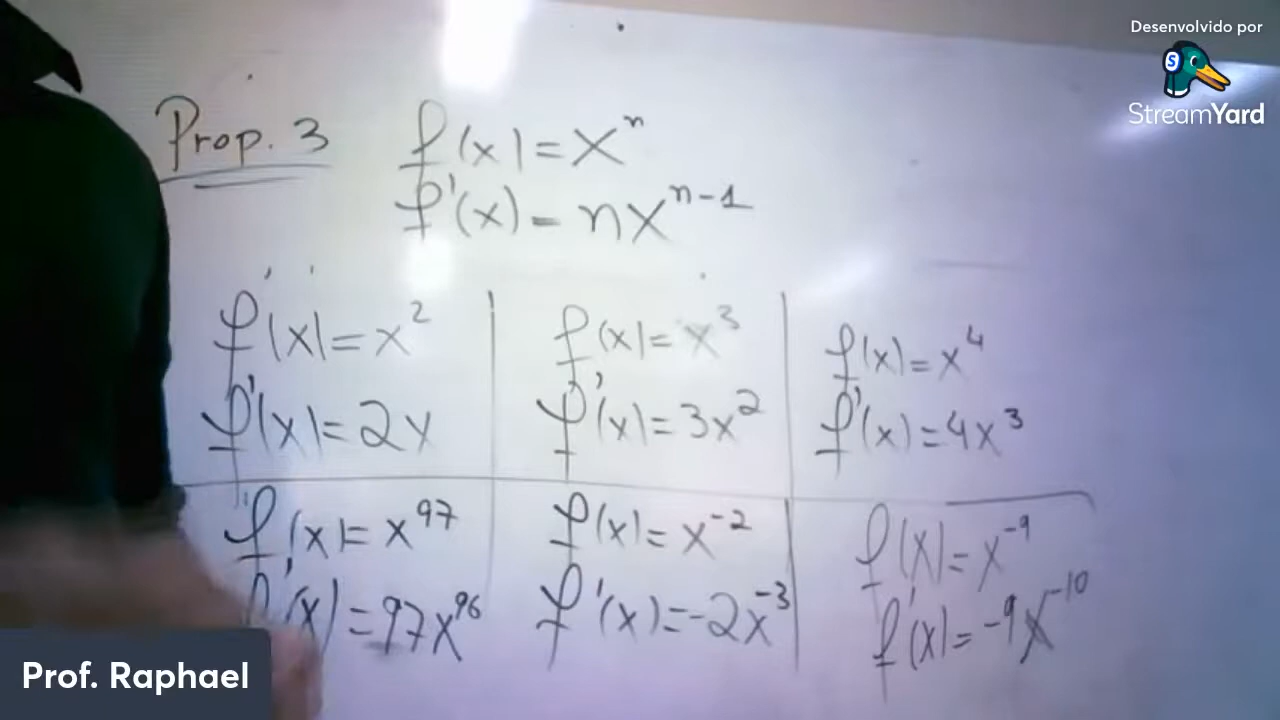 Desenvolvido por
StreamYard
Prop. 3
f(x)=x^n
f'(x)=nx^{n-1}
f(x)=x^2
f'(x)=2x
f(x)=x^3
f'(x)=3x^2
f(x)=x^4
f'(x)=4x^3
f(x)=x^{97}
f'(x)=97x^{96}
f(x)=x^{-2}
f'(x)=-2x^{-3}
f(x)=x^{-9}
f'(x)=-9x^{-10}
Prof. Raphael